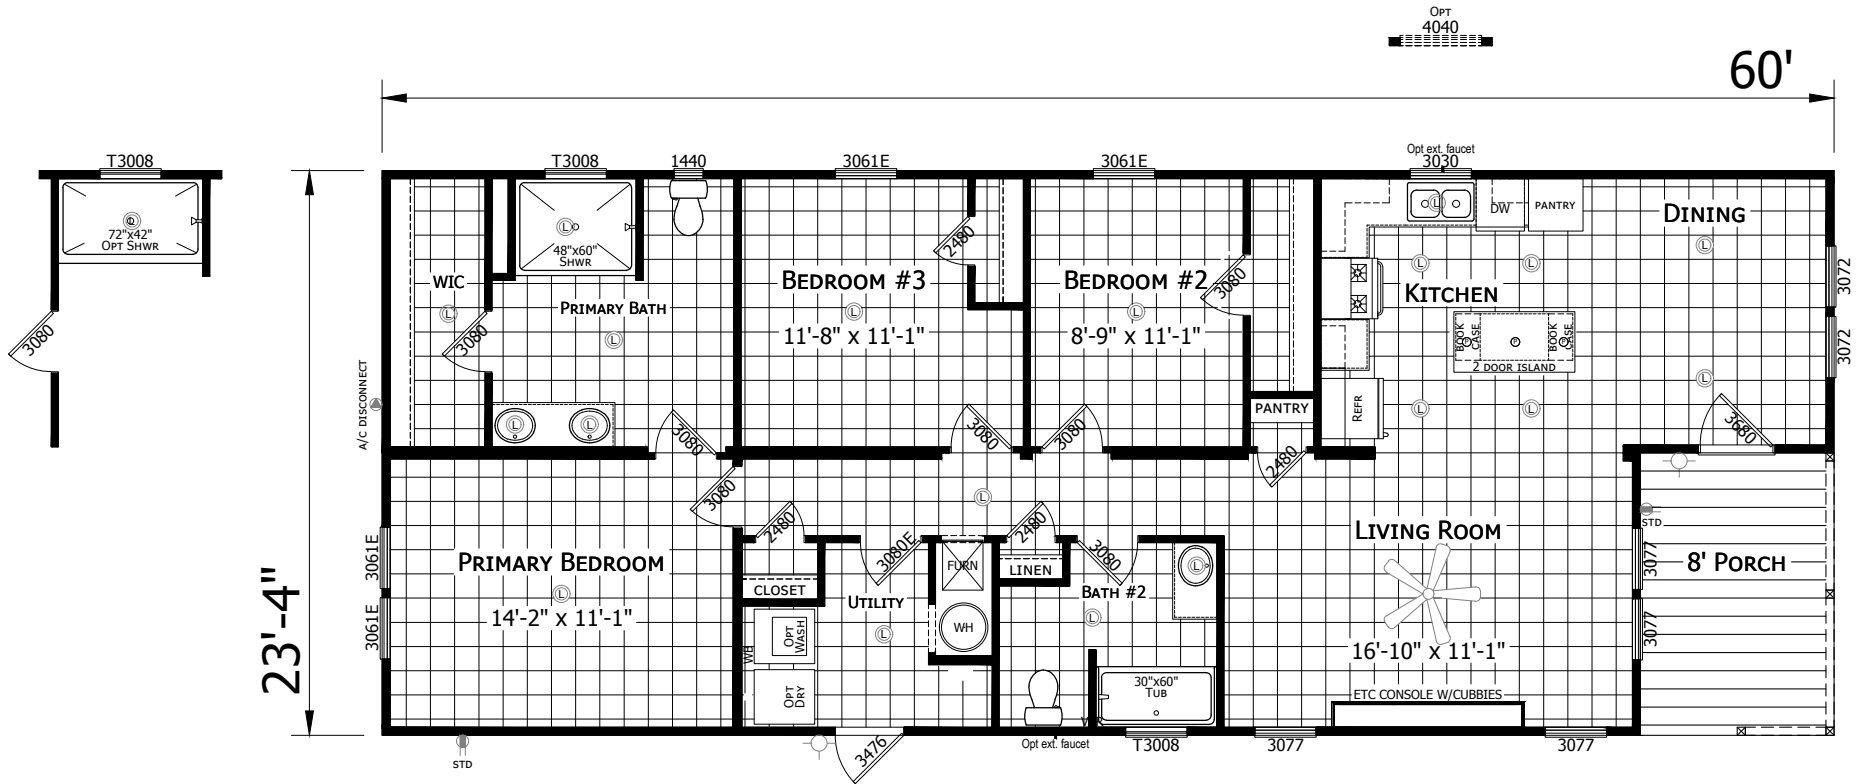 OPT
4040
60'
T3008
72"x42"
OPT SHWR
3080
23'-4"
A/C DISCONNECT
T3008
1440
3061E
3061E
Opt ext. faucet
3030
WIC
3080
48"x60"
SHWR
PRIMARY BATH
3080
BEDROOM #3
11'-8" x 11'-1"
2480
3080
BEDROOM #2
8'-9" x 11'-1"
3080
3080
PANTRY
2480
DW
PANTRY
DINING
KITCHEN
BOOK
CASE
BOOK
CASE
2 DOOR ISLAND
REFR
3072
3072
3680
3061E
3061E
PRIMARY BEDROOM
14'-2" x 11'-1"
3080
2480
CLOSET
3080E
UTILITY
FURN
WH
WB
OPT
WASH
OPT
DRY
2480
LINEN
3080
BATH #2
30"x60"
TUB
LIVING ROOM
16'-10" x 11'-1"
ETC CONSOLE W/CUBBIES
STD
3077
3077
8' PORCH
STD
3476
Opt ext. faucet
T3008
3077
3077